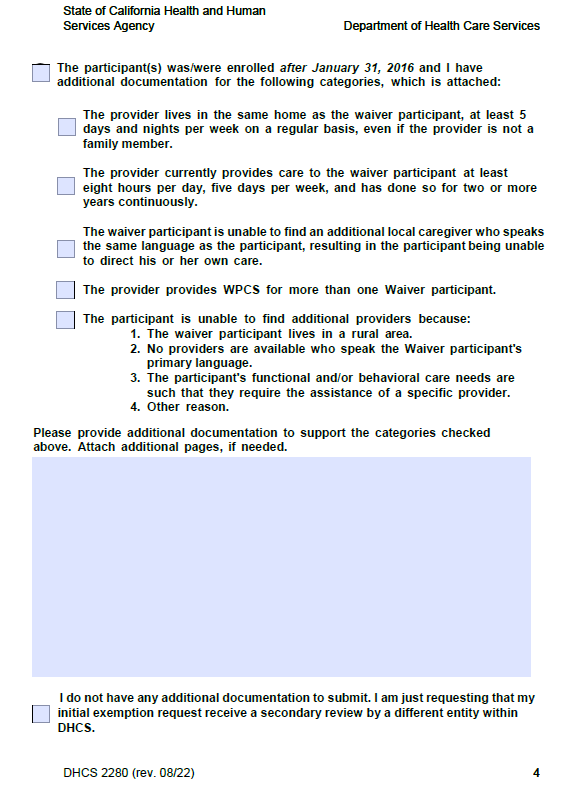 State of California Health and Human
Services Agency Department of Health Care Services
The participant(s) was/were enrolled after January 31, 2016 and I have
additional documentation for the following categories, which is attached:
The provider lives in the same home as the waiver participant, at least 5
days and nights per week on a regular basis, even if the provider is not a
family member.
The provider currently provides care to the waiver participant at least
eight hours per day, five days per week, and has done so for two or more
years continuously.
The waiver participant is unable to find an additional local caregiver who speaks
the same language as the participant, resulting in the participant being unable
to direct his or her own care.
The provider provides WPCS for more than one Waiver participant.
The participant is unable to find additional providers because:
1. The waiver participant lives in a rural area.
2. No providers are available who speak the Waiver participant's
primary language.
3. The participant's functional and/or behavioral care needs are
such that they require the assistance of a specific provider.
4. Other reason.
Please provide additional documentation to support the categories checked
above. Attach additional pages, if needed.
I do not have any additional documentation to submit. I am just requesting that my
initial exemption request receive a secondary review by a different entity within
DHCS.
DHCS 2280 (rev. 08/22) 4